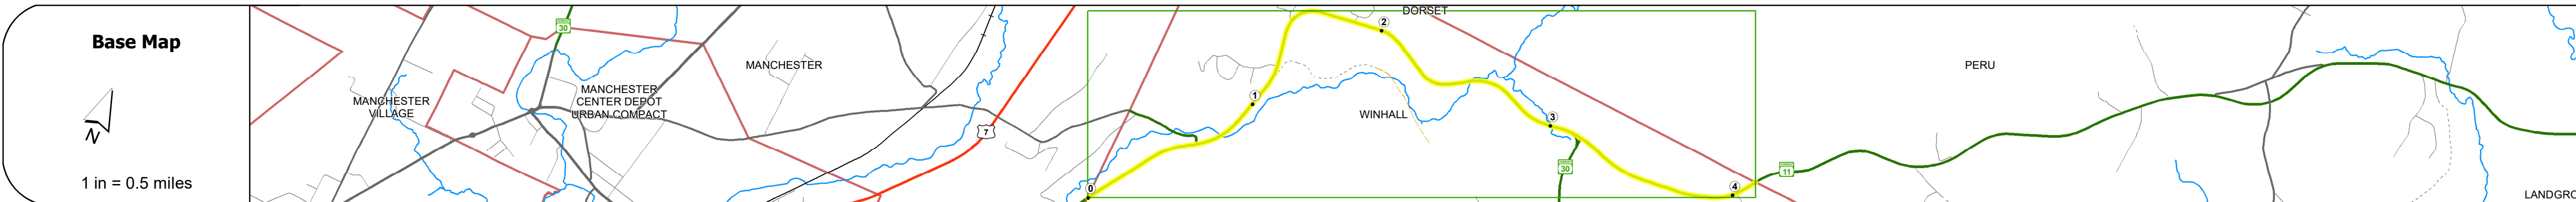 Base Map
N
1 in = 0.5 miles
30
MANCHESTER
VILLAGE
MANCHESTER
CENTER DEPOT
URBAN COMPACT
MANCHESTER
7
0
1
2
DORSET
WINHALL
3
30
4
11
PERU
LANDGRO